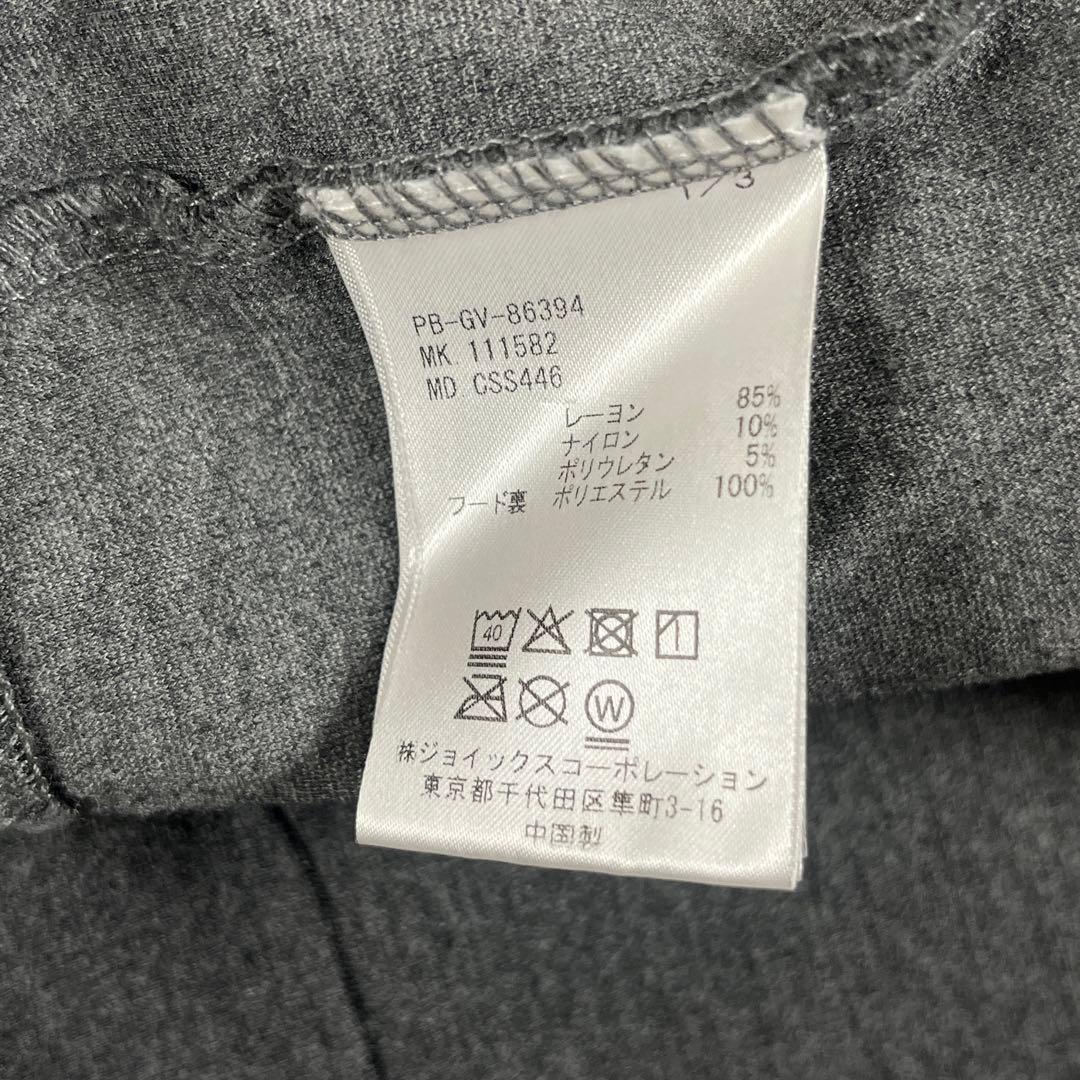 1/3
PB-GV-86394
MK.111582
MD.CSS446
レーヨン 85%
ナイロン 10%
ポリウレタン 5%
フード裏 ポリエステル 100%
40
W
株ジョイックスコーポレーション
東京都千代田区隼町3-16
中国製